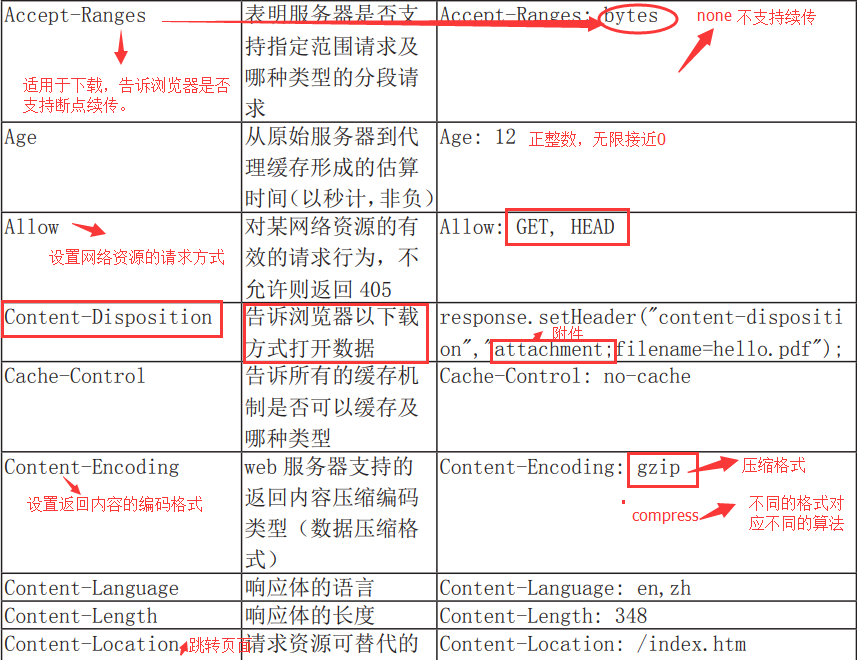 Accept-Ranges
适用于下载，告诉浏览器是否
支持断点续传。
表明服务器是否支
持指定范围请求及
哪种类型的分段请
求
Accept-Ranges: bytes
none 不支持续传
Age
从原始服务器到代
理缓存形成的估算
时间（以秒计，非负）
Age: 12
正整数，无限接近0
Allow
设置网络资源的请求方式
对某网络资源的有
效的请求行为，不
允许则返回 405
Allow: GET, HEAD
Content-Disposition
告诉浏览器以下载
方式打开数据
response.setHeader("content-dispositi
附件
on","attachment;filename=hello.pdf");
Cache-Control
告诉所有的缓存机
制是否可以缓存及
哪种类型
Cache-Control: no-cache
Content-Encoding
设置返回内容的编码格式
web 服务器支持的
返回内容压缩编码
类型（数据压缩格
式）
Content-Encoding: gzip
压缩格式
compress
不同的格式对
应不同的算法
Content-Language
响应体的语言
Content-Language: en,zh
Content-Length
响应体的长度
Content-Length: 348
Content-Location
跳转页面
请求资源可替代的
Content-Location: /index.htm